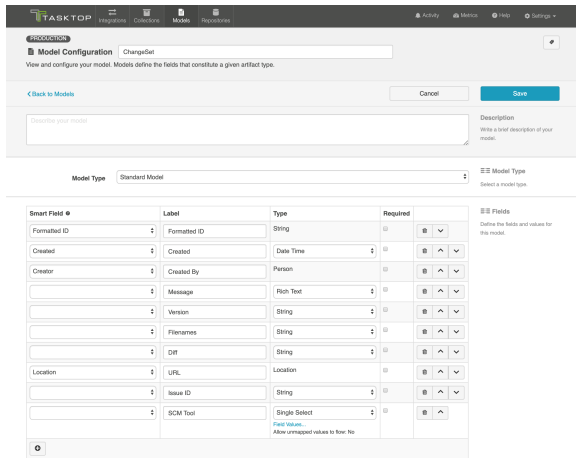 TASKTOP
Integrations
Collections
Models
Repositories
Activity
Metrics
Help
Settings
PRODUCTION
Model Configuration
ChangeSet
View and configure your model. Models define the fields that constitute a given artifact type.
Back to Models
Cancel
Save
Describe your model
Description
Write a brief description of your
model.
Model Type
Standard Model
Model Type
Select a model type.
Smart Field Label Type Required
Fields
Define the fields and values for
this model.
Formatted ID Formatted ID String
Created Created Date Time
Creator Created By Person
Message Rich Text
Version String
Filenames String
Diff String
Location URL Location
Issue ID String
SCM Tool Single Select
Field Values...
Allow unmapped values to flow: No